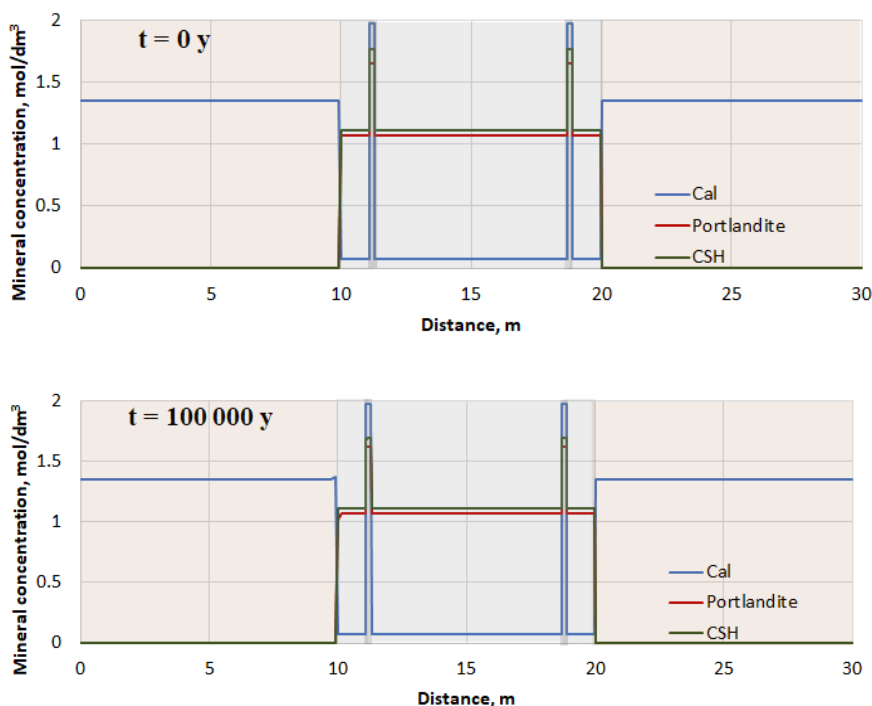 t = 0 y
Mineral concentration, mol/dm³
2
1.5
1
0.5
0
Cal
Portlandite
CSH
0 5 10 15 20 25 30
Distance, m
t = 100 000 y
Mineral concentration, mol/dm³
2
1.5
1
0.5
0
Cal
Portlandite
CSH
0 5 10 15 20 25 30
Distance, m